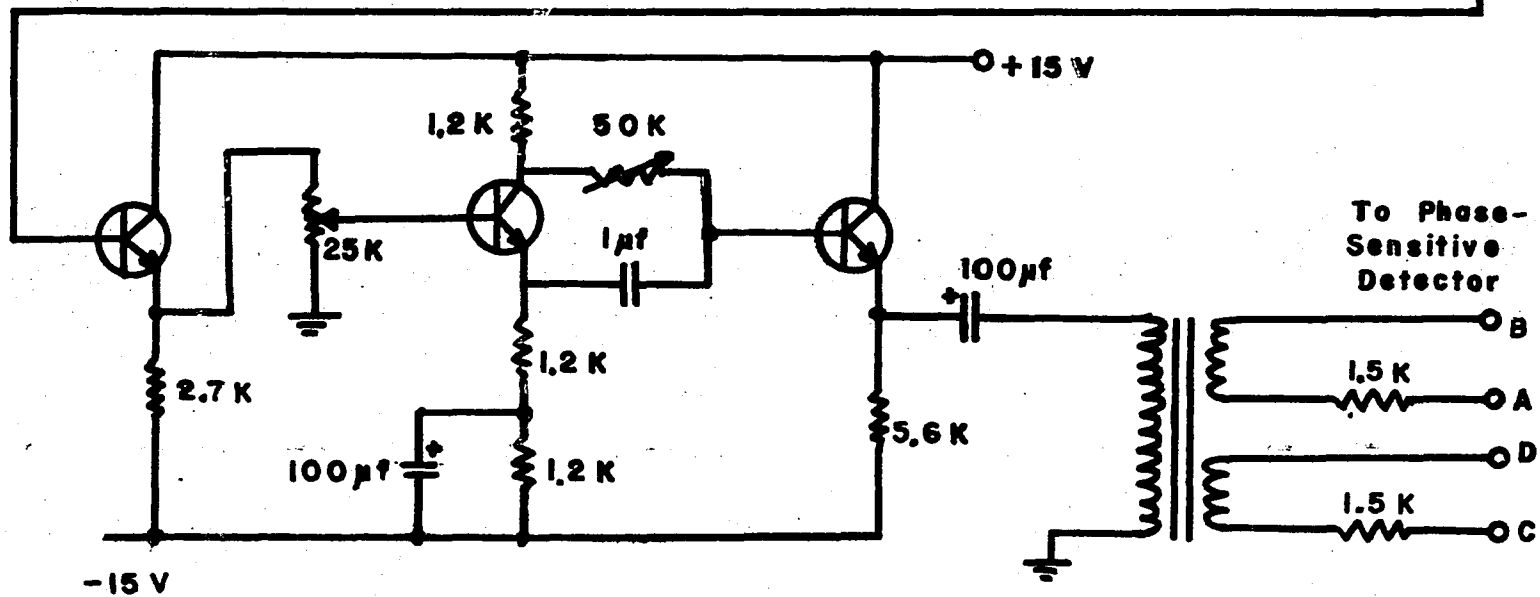 +15 V
1.2 K
50 K
25 K
1 µf
100 µf
To Phase-
Sensitive
Detector
B
1.5 K
A
1.2 K
2.7 K
5.6 K
D
100 µf
+
1.2 K
+
1.5 K
C
-15 V